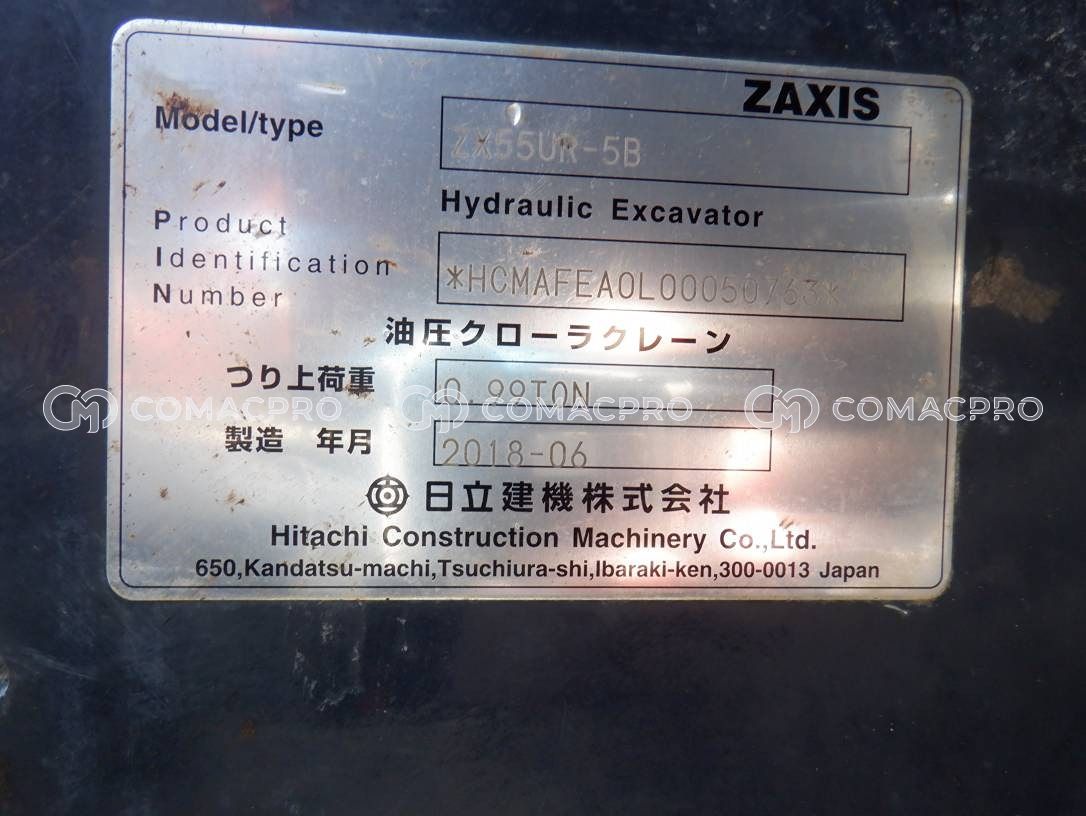 ZAXIS
Model/type
ZX55UR-5B
Hydraulic Excavator
Product
Identification
Number
*HCMAFEA0L00050763*
油圧クローラクレーン
つり上荷重
0.99TON
製造 年月
2018-06
日立建機株式会社
Hitachi Construction Machinery Co.,Ltd.
650,Kandatsu-machi,Tsuchiura-shi,Ibaraki-ken,300-0013 Japan
COMACPRO COMACPRO COMACPRO